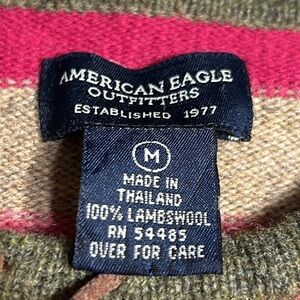 AMERICAN EAGLE
OUTFITTERS
ESTABLISHED 1977
M
MADE IN
THAILAND
100% LAMBSWOOL
RN 54485
OVER FOR CARE